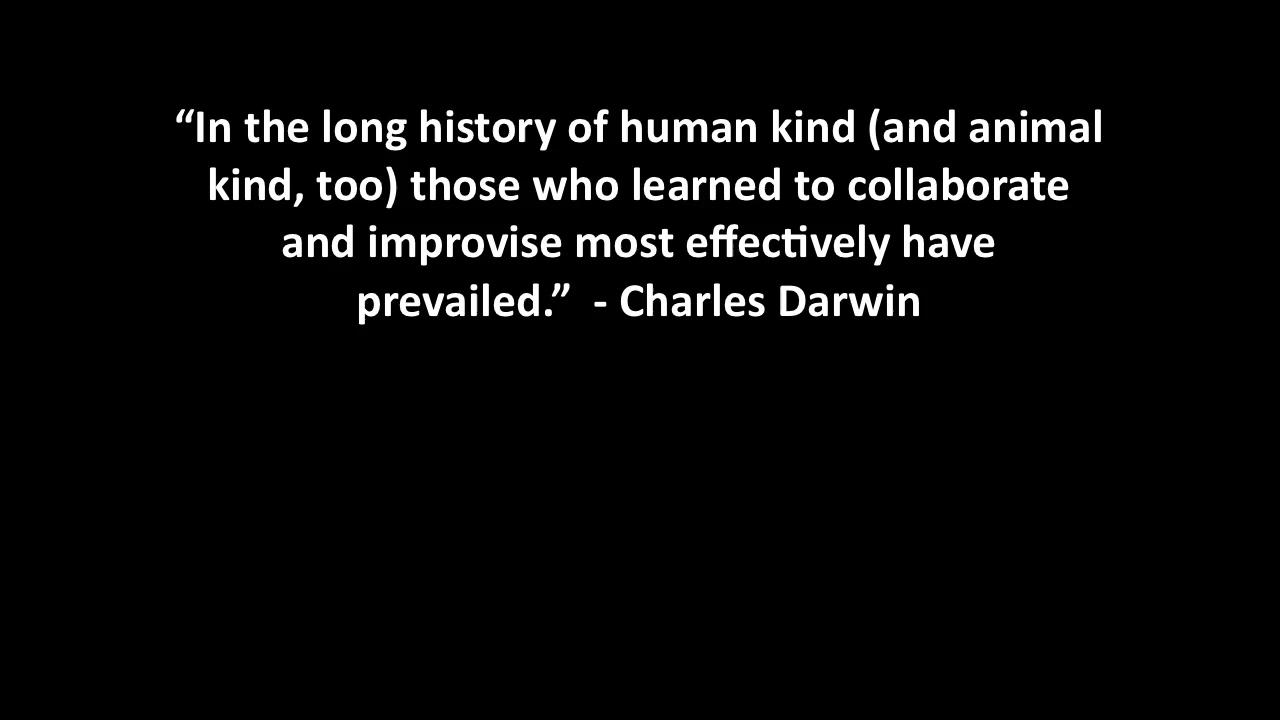 “In the long history of human kind (and animal
kind, too) those who learned to collaborate
and improvise most effectively have
prevailed.”  - Charles Darwin